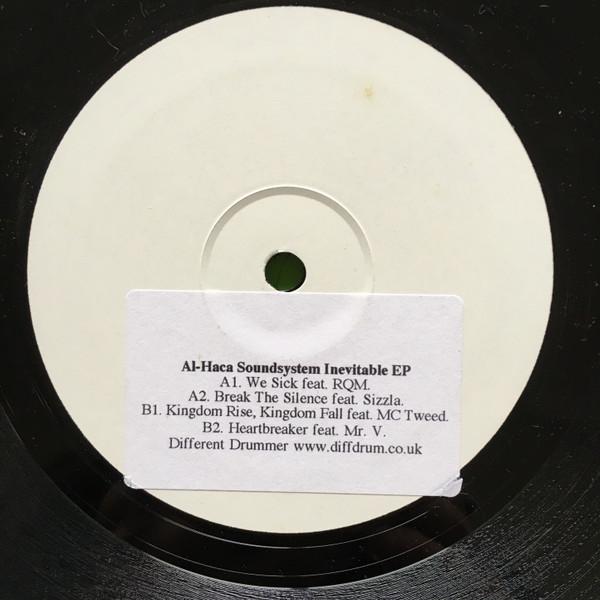 Al-Haca Soundsystem Inevitable EP
A1. We Sick feat. RQM.
A2. Break The Silence feat. Sizzla.
B1. Kingdom Rise, Kingdom Fall feat. MC Tweed.
B2. Heartbreaker feat. Mr. V.
Different Drummer www.diffdrum.co.uk